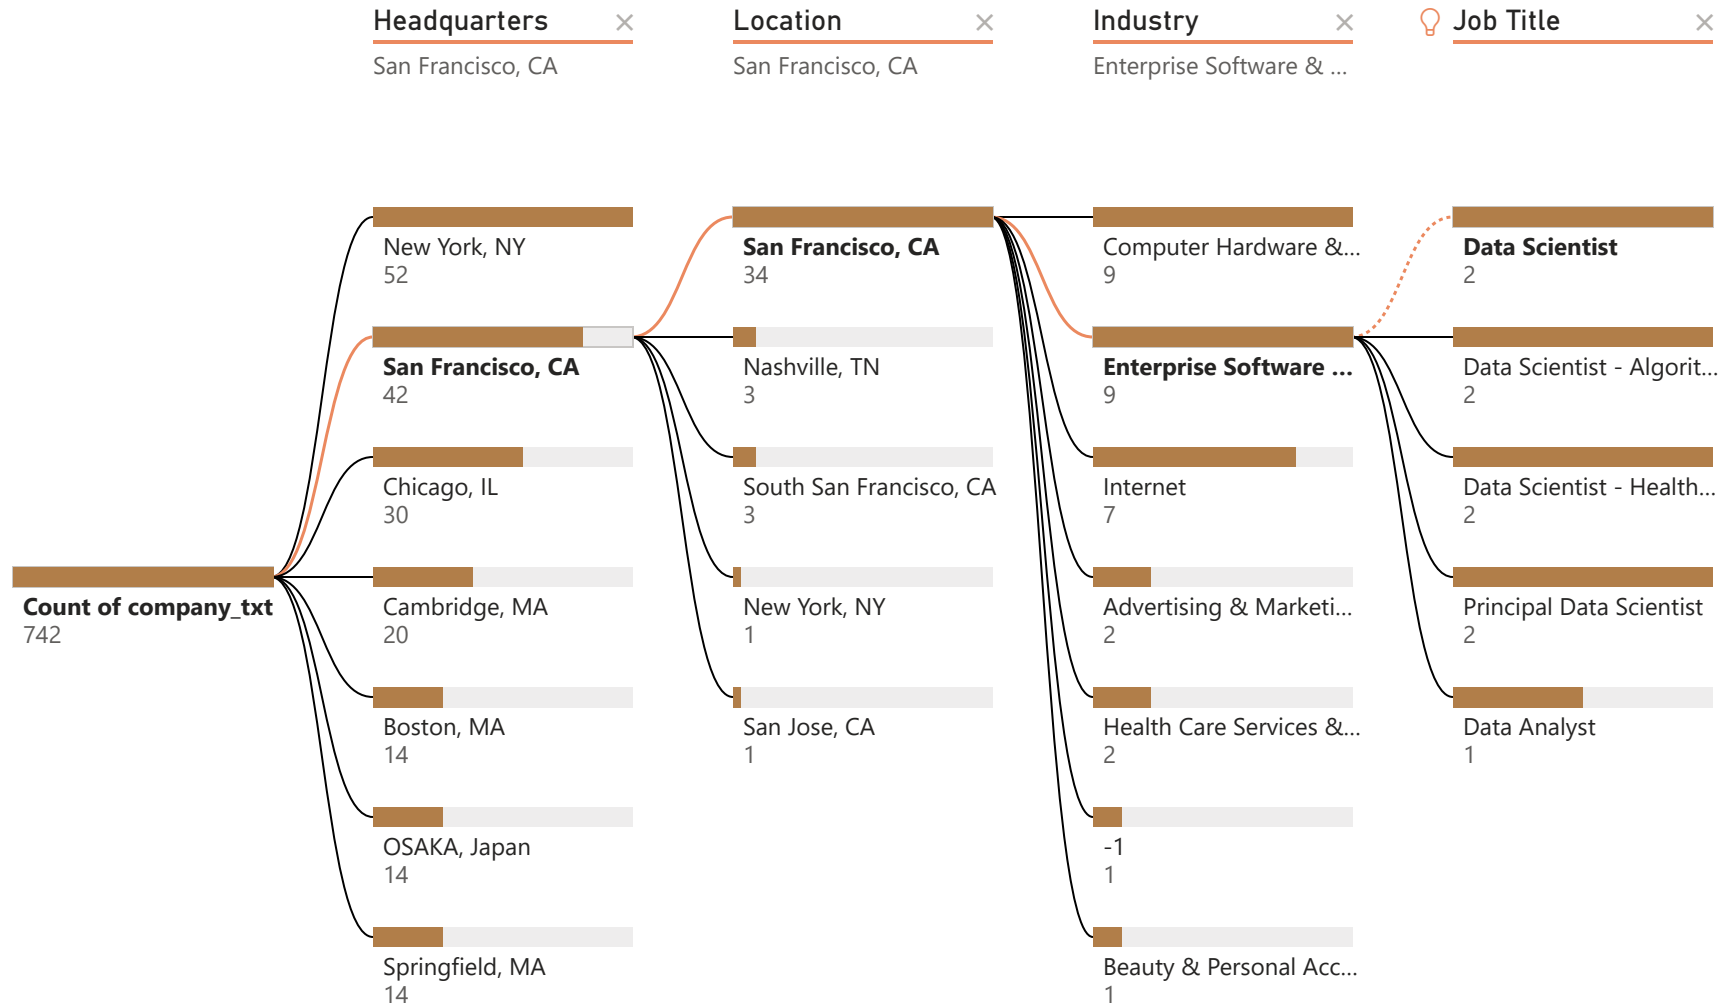 Headquarters
San Francisco, CA
Location
San Francisco, CA
Industry
Enterprise Software & ...
Job Title
Count of company_txt
742
New York, NY
52
San Francisco, CA
42
Chicago, IL
30
Cambridge, MA
20
Boston, MA
14
OSAKA, Japan
14
Springfield, MA
14
San Francisco, CA
34
Nashville, TN
3
South San Francisco, CA
3
New York, NY
1
San Jose, CA
1
Computer Hardware &...
9
Enterprise Software ...
9
Internet
7
Advertising & Marketi...
2
Health Care Services &...
2
-1
1
Beauty & Personal Acc...
1
Data Scientist
2
Data Scientist - Algorit...
2
Data Scientist - Health...
2
Principal Data Scientist
2
Data Analyst
1